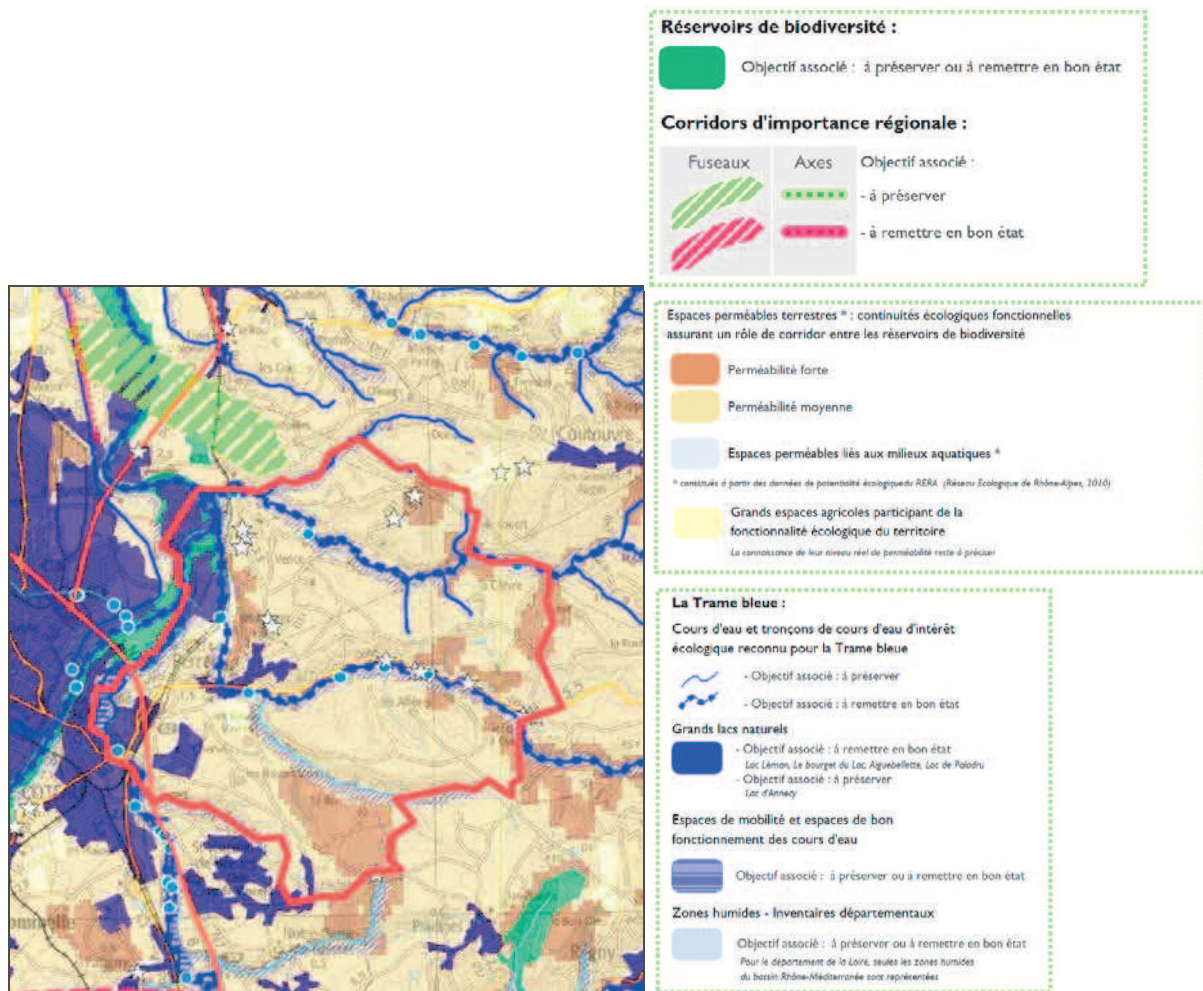 Réservoirs de biodiversité :
Objectif associé : à préserver ou à remettre en bon état
Corridors d'importance régionale :
Fuseaux
Axes
Objectif associé :
- à préserver
- à remettre en bon état
Espaces perméables terrestres * : continuités écologiques fonctionnelles
assurant un rôle de corridor entre les réservoirs de biodiversité
Perméabilité forte
Perméabilité moyenne
Espaces perméables liés aux milieux aquatiques *
* constitués à partir des données de potentialité écologique du RERA (Réseau Ecologique de Rhône-Alpes, 2010)
Grands espaces agricoles participant de la
fonctionnalité écologique du territoire
La connaissance de leur niveau réel de perméabilité reste à préciser
La Trame bleue :
Cours d'eau et tronçons de cours d'eau d'intérêt
écologique reconnu pour la Trame bleue
- Objectif associé : à préserver
- Objectif associé : à remettre en bon état
Grands lacs naturels
- Objectif associé : à remettre en bon état
Lac Léman, Le bourget du Lac, Aiguebellette, Lac de Paladru
- Objectif associé : à préserver
Lac d'Annecy
Espaces de mobilité et espaces de bon
fonctionnement des cours d'eau
Objectif associé : à préserver ou à remettre en bon état
Zones humides - Inventaires départementaux
Objectif associé : à préserver ou à remettre en bon état
Pour le département de la Loire, seules les zones humides
du bassin Rhône-Méditerranée sont représentées
Coutouvre
Régny